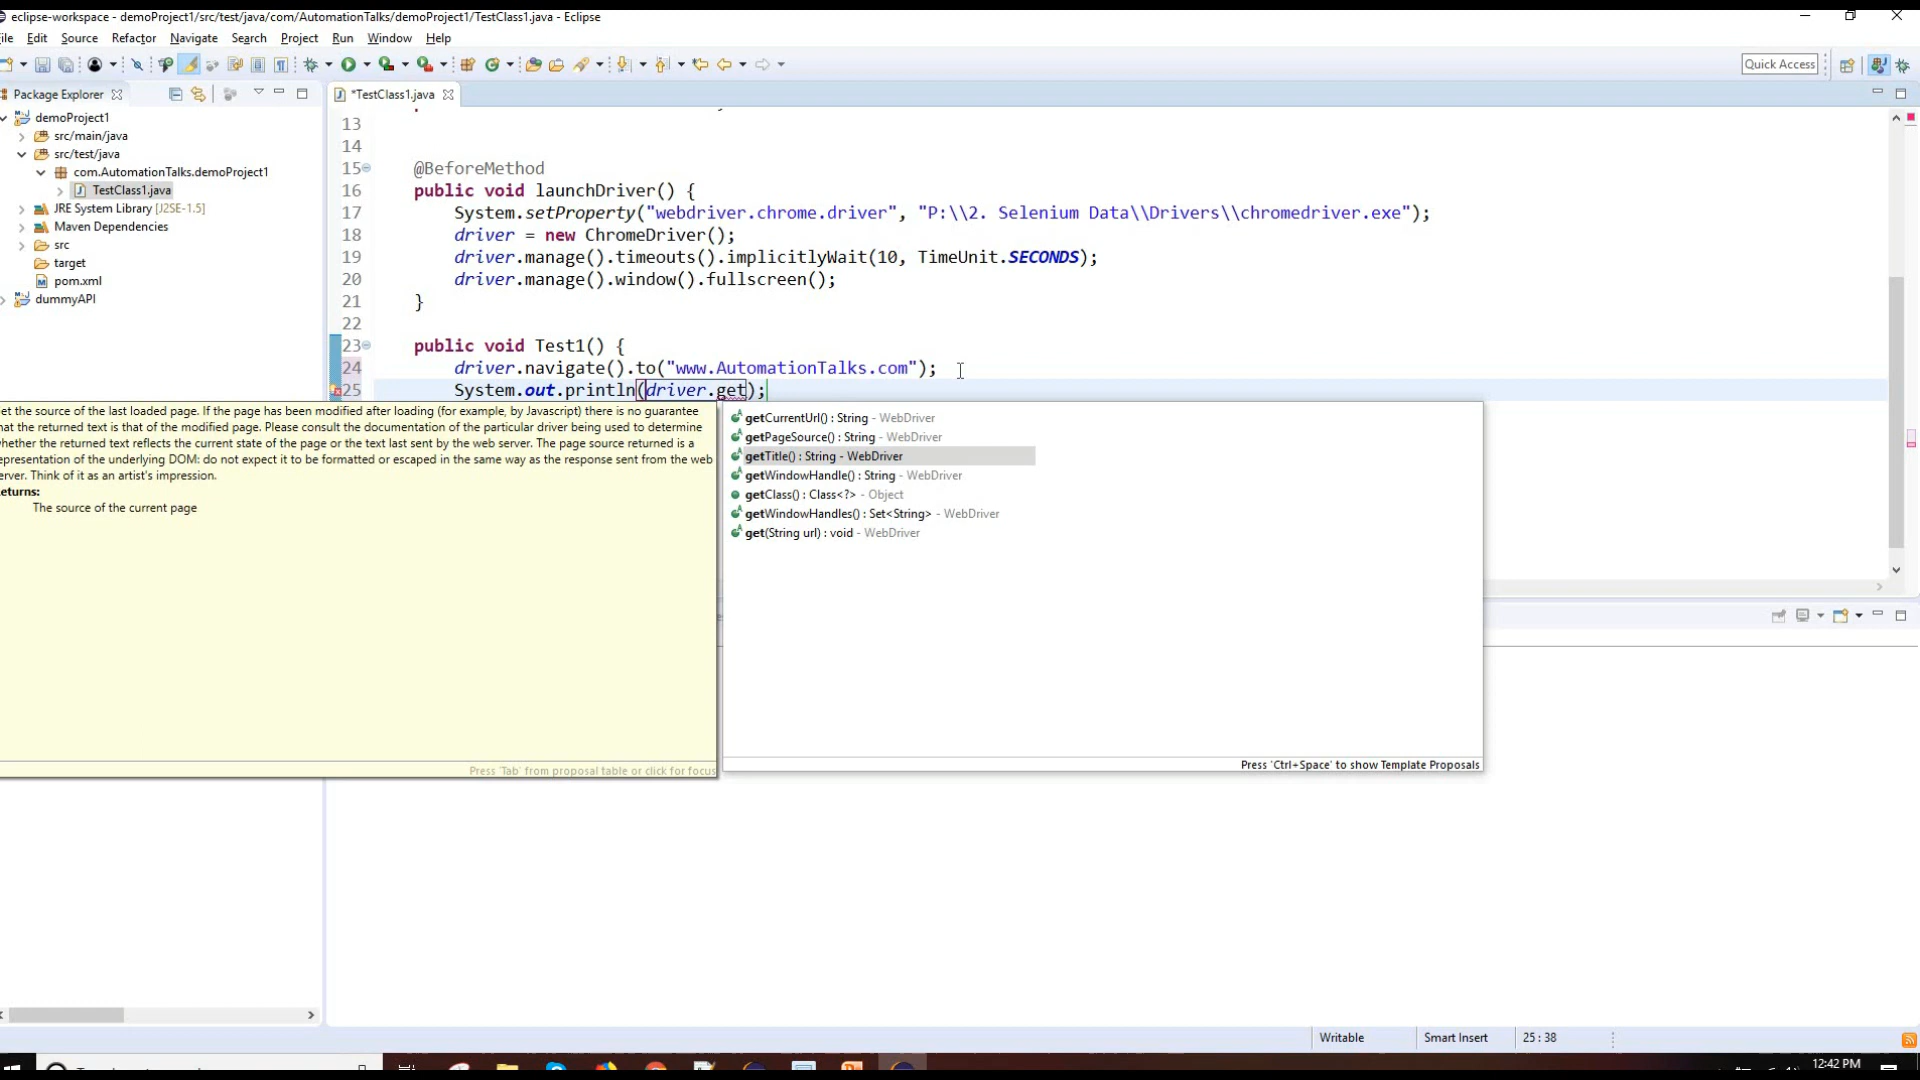 eclipse-workspace - demoProject1/src/test/java/com/AutomationTalks/demoProject1/TestClass1.java - Eclipse
ile Edit Source Refactor Navigate Search Project Run Window Help
Quick Access
Package Explorer
*TestClass1.java
demoProject1
src/main/java
src/test/java
com.AutomationTalks.demoProject1
TestClass1.java
JRE System Library [J2SE-1.5]
Maven Dependencies
src
target
pom.xml
dummyAPI
13
14
15 @BeforeMethod
16 public void launchDriver() {
17 System.setProperty("webdriver.chrome.driver", "P:\\2. Selenium Data\\Drivers\\chromedriver.exe");
18 driver = new ChromeDriver();
19 driver.manage().timeouts().implicitlyWait(10, TimeUnit.SECONDS);
20 driver.manage().window().fullscreen();
21 }
22
23 public void Test1() {
24 driver.navigate().to("www.AutomationTalks.com");
25 System.out.println(driver.get);
et the source of the last loaded page. If the page has been modified after loading (for example, by Javascript) there is no guarantee
hat the returned text is that of the modified page. Please consult the documentation of the particular driver being used to determine
whether the returned text reflects the current state of the page or the text last sent by the web server. The page source returned is a
epresentation of the underlying DOM: do not expect it to be formatted or escaped in the same way as the response sent from the web
erver. Think of it as an artist's impression.
eturns:
The source of the current page
Press 'Tab' from proposal table or click for focus
getCurrentUrl() : String - WebDriver
getPageSource() : String - WebDriver
getTitle() : String - WebDriver
getWindowHandle() : String - WebDriver
getClass() : Class<?> - Object
getWindowHandles() : Set<String> - WebDriver
get(String url) : void - WebDriver
Press 'Ctrl+Space' to show Template Proposals
Writable
Smart Insert
25 : 38
12:42 PM